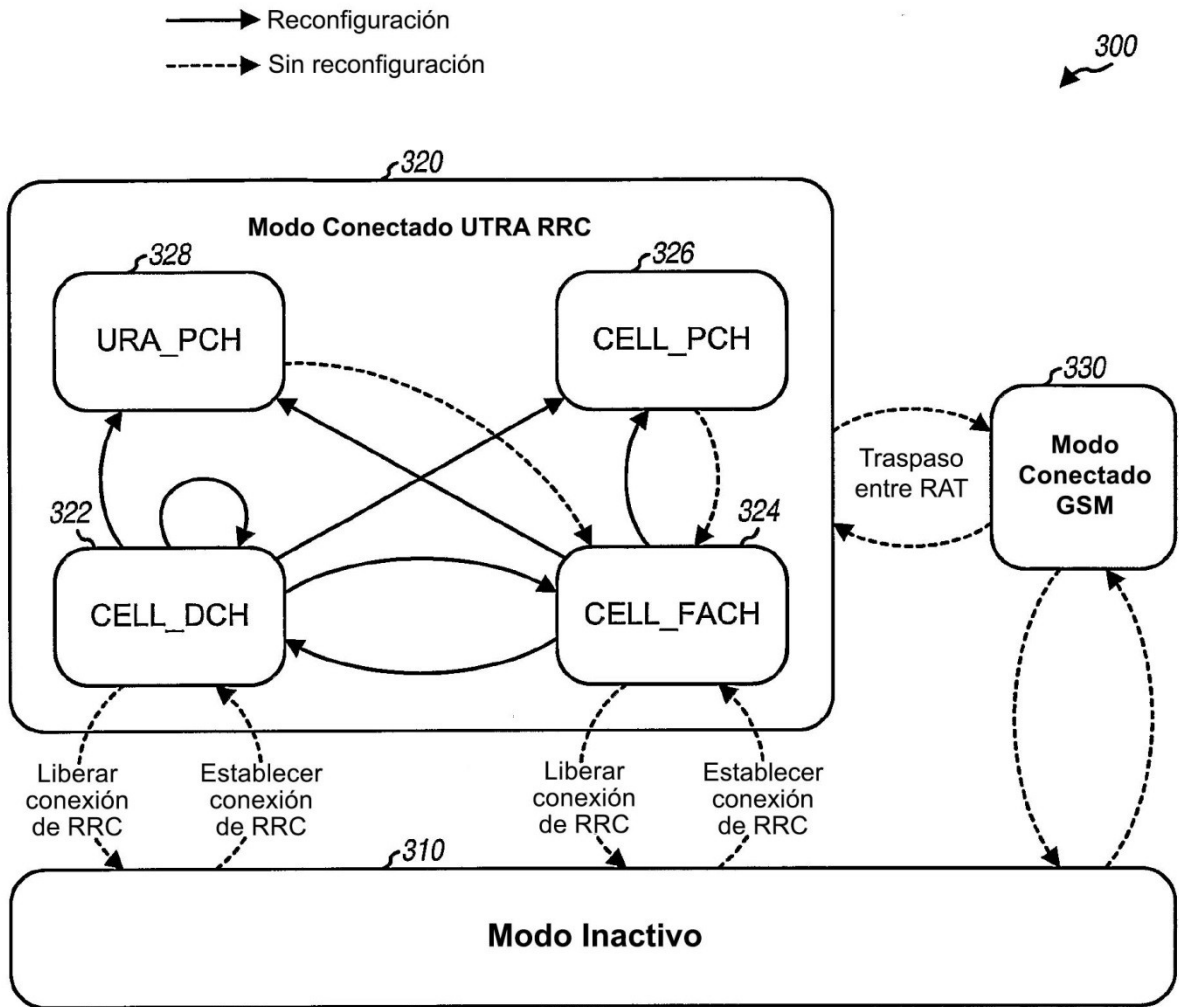 Reconfiguración
Sin reconfiguración
300
320
Modo Conectado UTRA RRC
328
326
URA_PCH
CELL_PCH
330
Modo
Conectado
GSM
Traspaso
entre RAT
322
324
CELL_DCH
CELL_FACH
Liberar
conexión
de RRC
Establecer
conexión
de RRC
Liberar
conexión
de RRC
Establecer
conexión
de RRC
310
Modo Inactivo